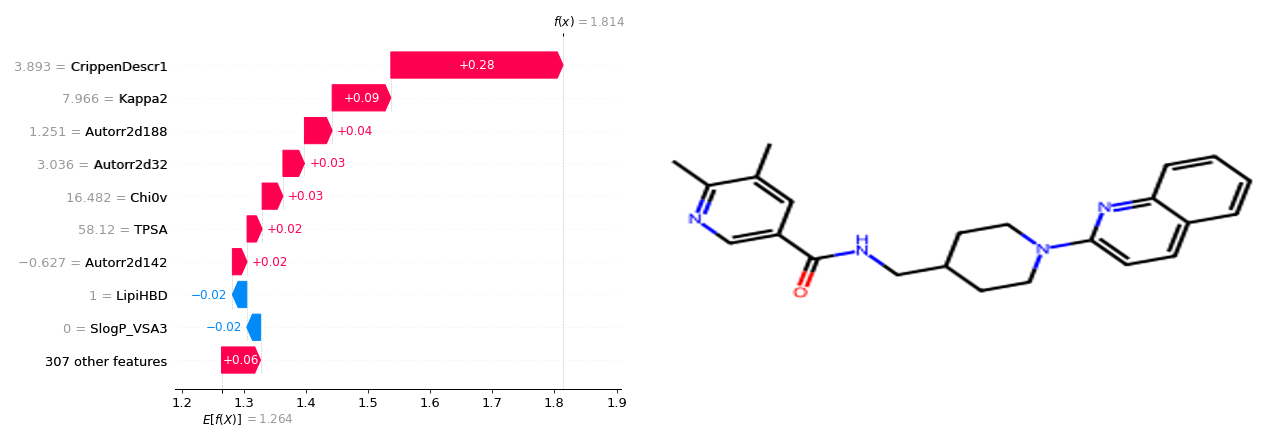 f(x) = 1.814
3.893 = CrippenDescr1
+0.28
7.966 = Kappa2
+0.09
1.251 = Autorr2d188
+0.04
3.036 = Autorr2d32
+0.03
16.482 = Chi0v
+0.03
58.12 = TPSA
+0.02
−0.627 = Autorr2d142
+0.02
1 = LipiHBD
−0.02
0 = SlogP_VSA3
−0.02
307 other features
+0.06
1.2 1.3 1.4 1.5 1.6 1.7 1.8 1.9
E[f(X)] = 1.264
N
O
H
N
N
N